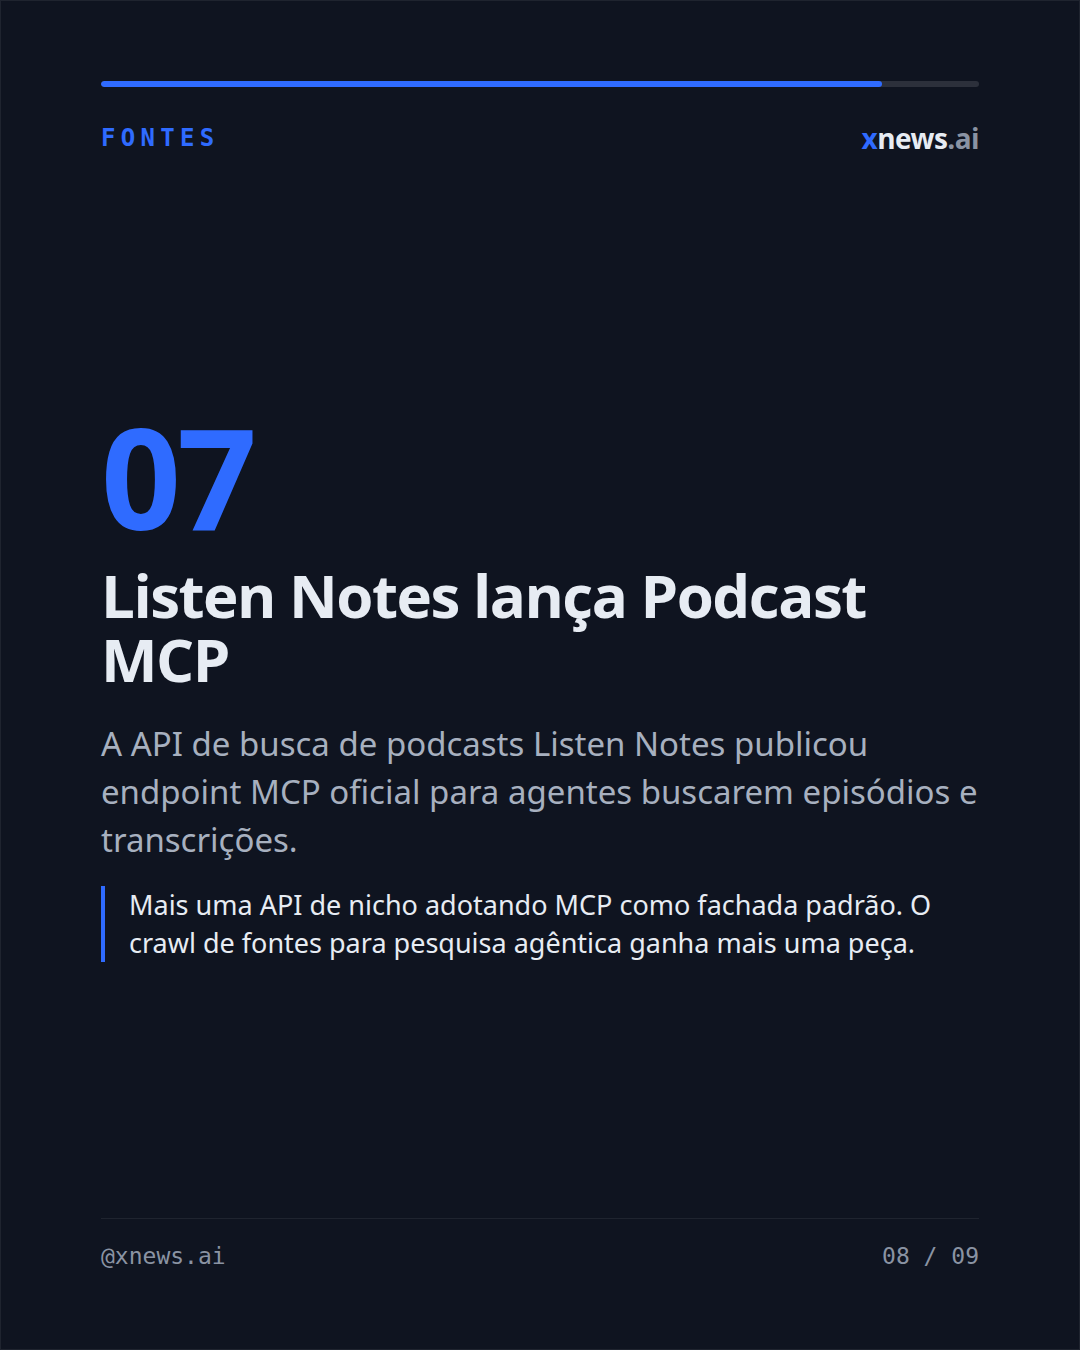 FONTES
xnews.ai
07
Listen Notes lança Podcast
MCP
A API de busca de podcasts Listen Notes publicou
endpoint MCP oficial para agentes buscarem episódios e
transcrições.
Mais uma API de nicho adotando MCP como fachada padrão. O
crawl de fontes para pesquisa agêntica ganha mais uma peça.
@xnews.ai
08 / 09